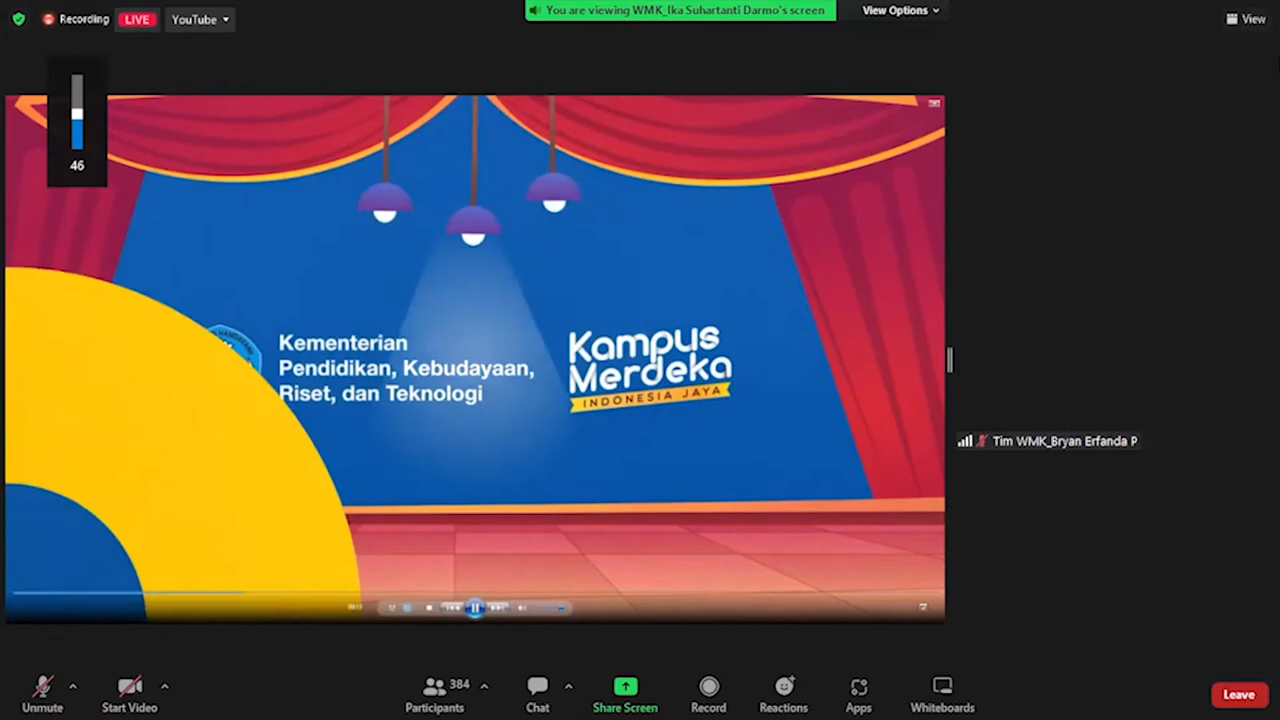 Recording
LIVE
YouTube
You are viewing WMK_Ika Suhartanti Darmo's screen
View Options
View
46
Kementerian
Pendidikan, Kebudayaan,
Riset, dan Teknologi
Kampus
Merdeka
INDONESIA JAYA
Tim WMK_Bryan Erfanda P
Unmute
Start Video
Participants
384
Chat
Share Screen
Record
Reactions
Apps
Whiteboards
Leave